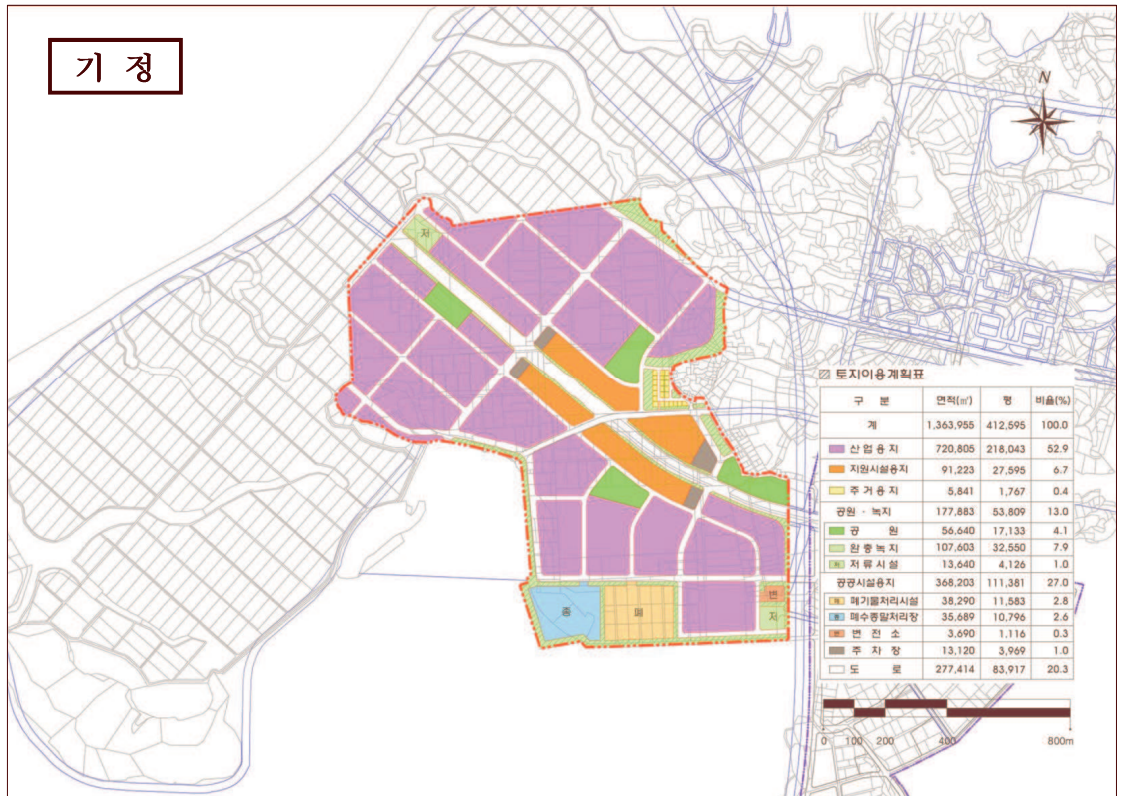 기 정
N
저
종
폐
변
저
토지이용계획표
구 분 면적(㎡) 평 비율(%)
계 1,363,955 412,595 100.0
산업용지 720,805 218,043 52.9
지원시설용지 91,223 27,595 6.7
주거용지 5,841 1,767 0.4
공원 · 녹지 177,883 53,809 13.0
공 원 56,640 17,133 4.1
완충녹지 107,603 32,550 7.9
저 저류시설 13,640 4,126 1.0
공공시설용지 368,203 111,381 27.0
폐 폐기물처리시설 38,290 11,583 2.8
종 폐수종말처리장 35,689 10,796 2.6
변 변 전 소 3,690 1,116 0.3
주 차 장 13,120 3,969 1.0
도 로 277,414 83,917 20.3
0 100 200 400 800m